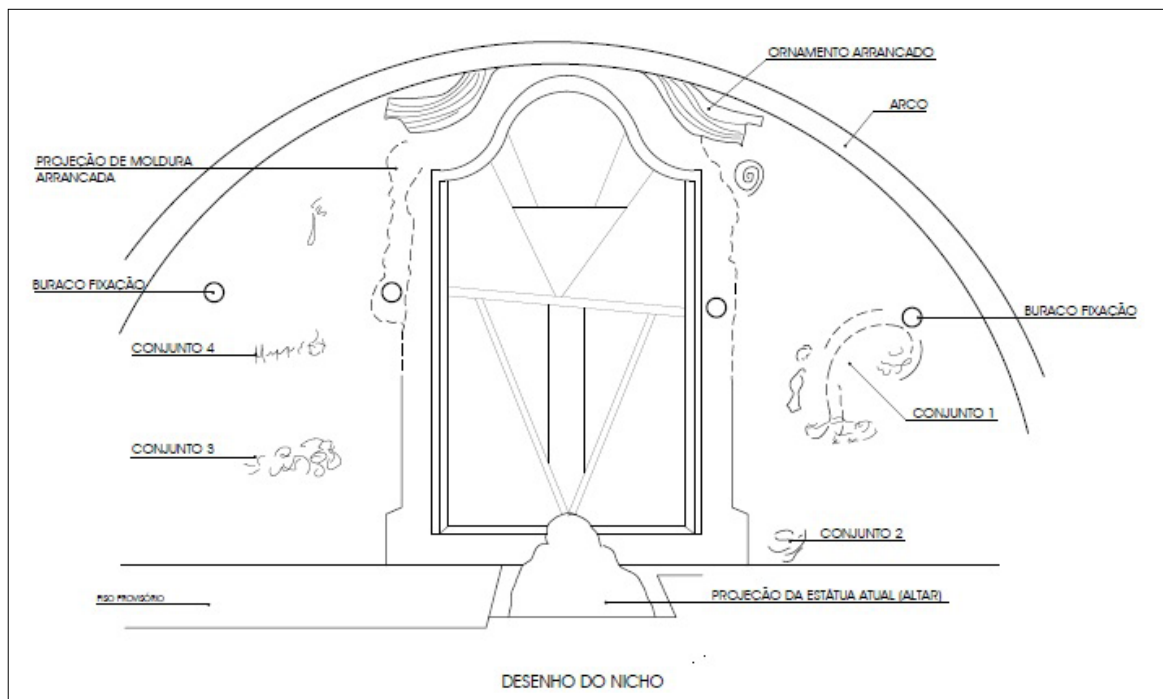 ORNAMENTO ARRANCADO
ARCO
PROJEÇÃO DE MOLDURA
ARRANCADA
BURACO FIXAÇÃO
BURACO FIXAÇÃO
CONJUNTO 4
CONJUNTO 1
CONJUNTO 3
CONJUNTO 2
PISO PROVISÓRIO
PROJEÇÃO DA ESTÁTUA ATUAL (ALTAR)
DESENHO DO NICHO